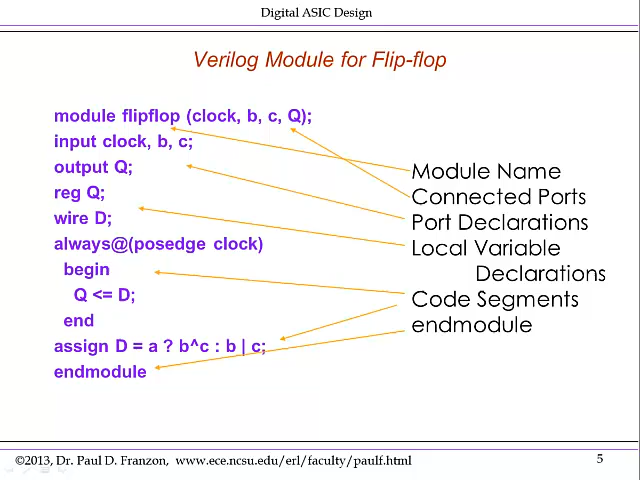 Digital ASIC Design
Verilog Module for Flip-flop
module flipflop (clock, b, c, Q);
input clock, b, c;
output Q;
reg Q;
wire D;
always@(posedge clock)
begin
Q <= D;
end
assign D = a ? b^c : b | c;
endmodule
Module Name
Connected Ports
Port Declarations
Local Variable
Declarations
Code Segments
endmodule
©2013, Dr. Paul D. Franzon, www.ece.ncsu.edu/erl/faculty/paulf.html
5